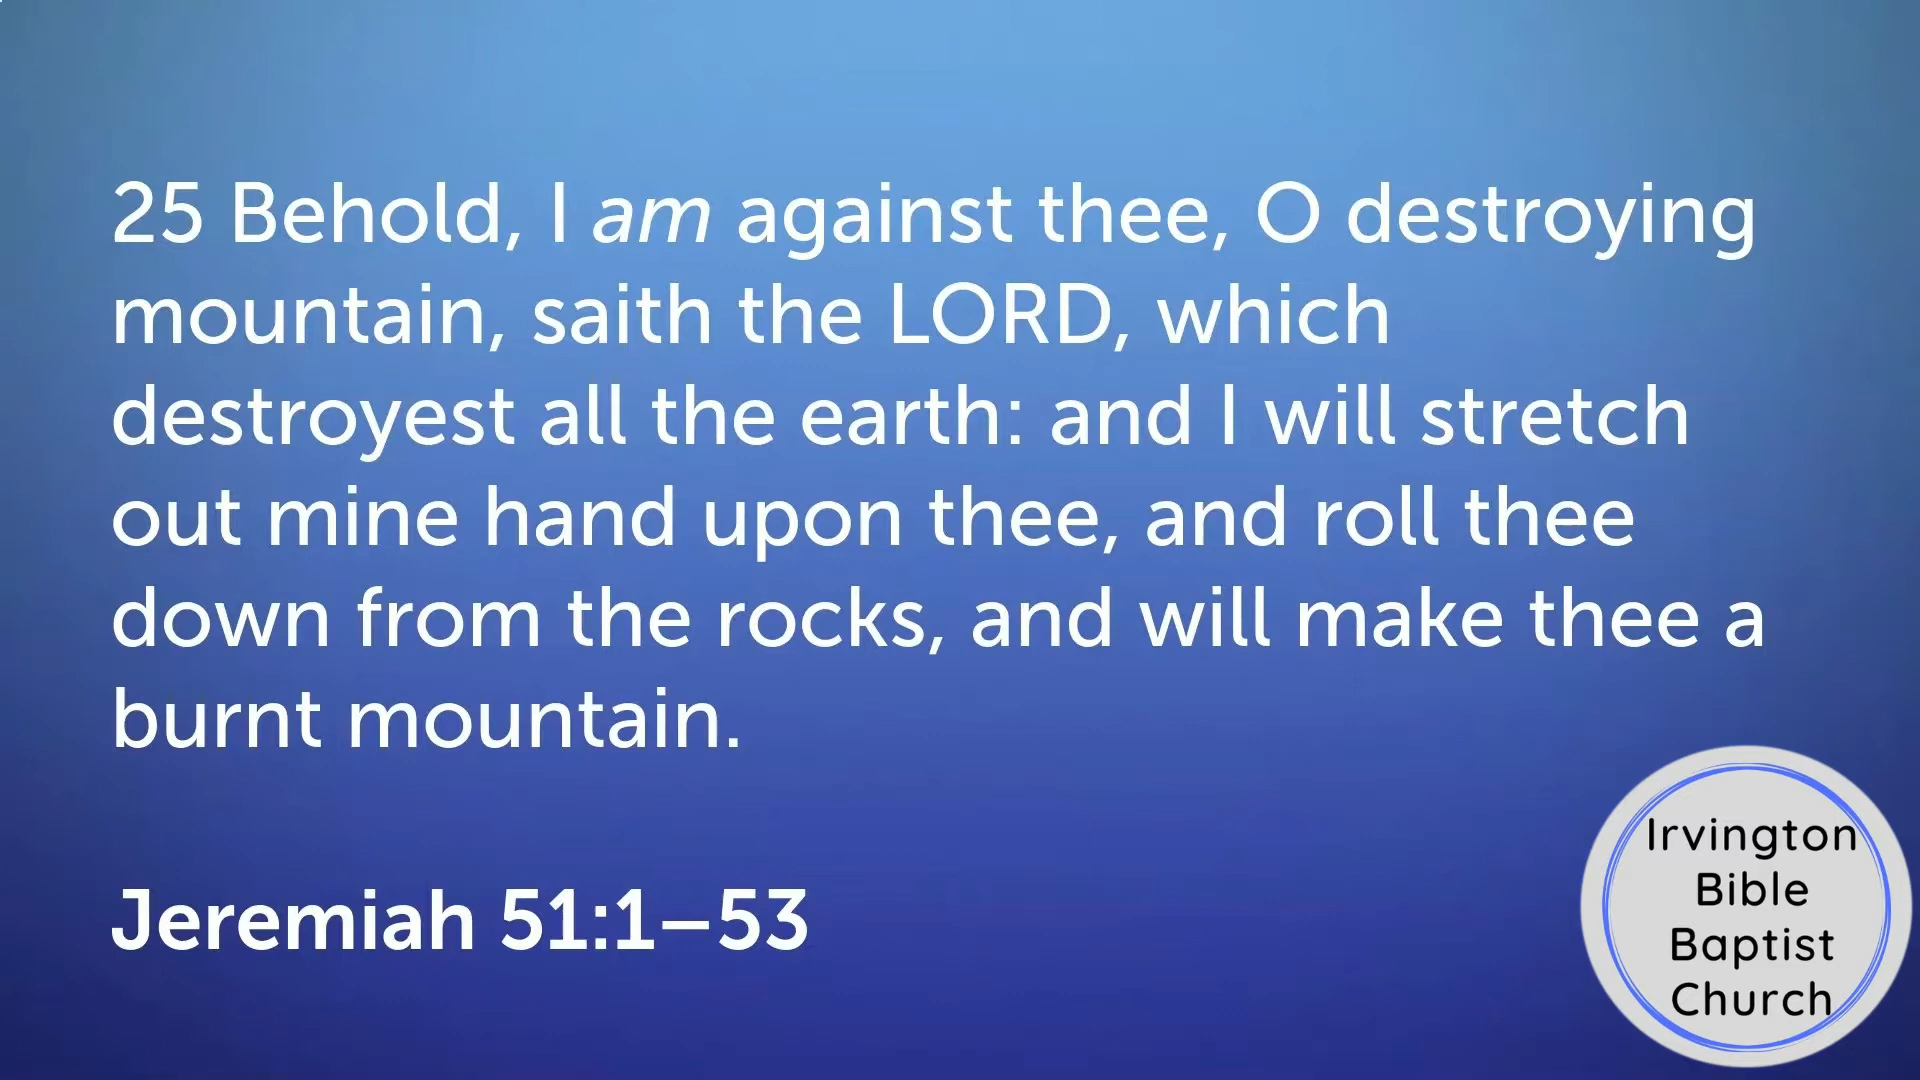 25 Behold, I am against thee, O destroying
mountain, saith the LORD, which
destroyest all the earth: and I will stretch
out mine hand upon thee, and roll thee
down from the rocks, and will make thee a
burnt mountain.
Jeremiah 51:1–53
Irvington
Bible
Baptist
Church